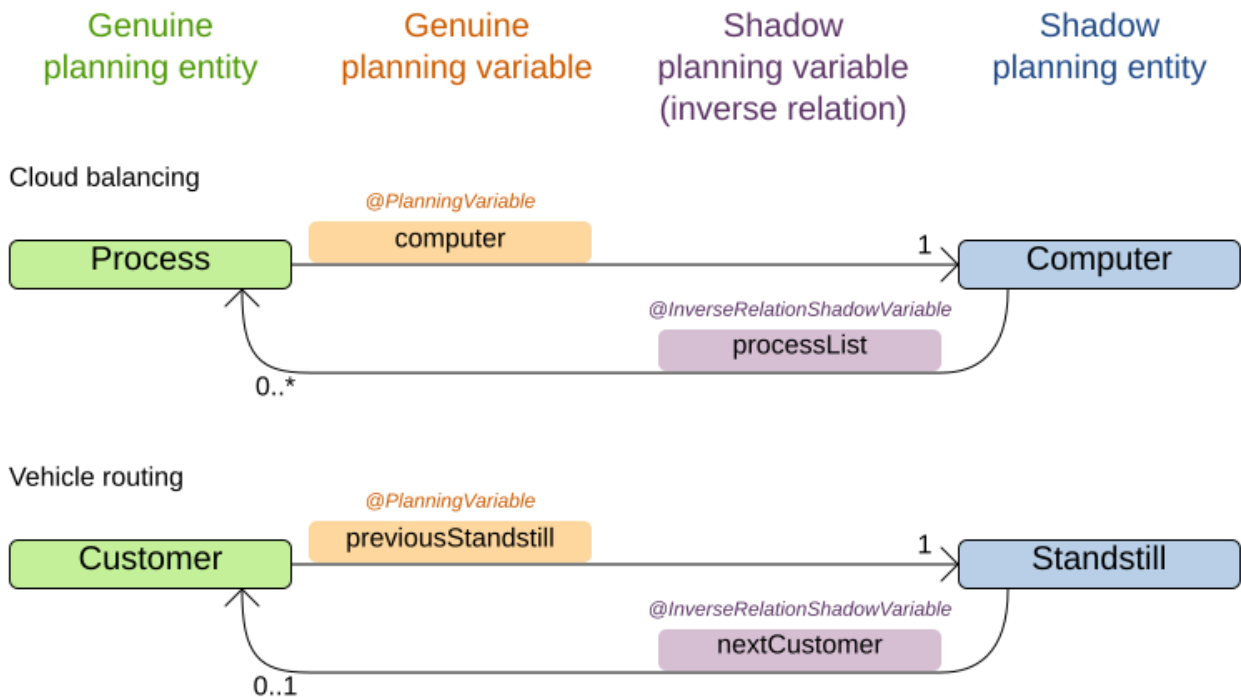 Genuine
planning entity
Genuine
planning variable
Shadow
planning variable
(inverse relation)
Shadow
planning entity
Cloud balancing
@PlanningVariable
computer
Process
1
Computer
@InverseRelationShadowVariable
processList
0..*
Vehicle routing
@PlanningVariable
previousStandstill
Customer
1
Standstill
@InverseRelationShadowVariable
nextCustomer
0..1